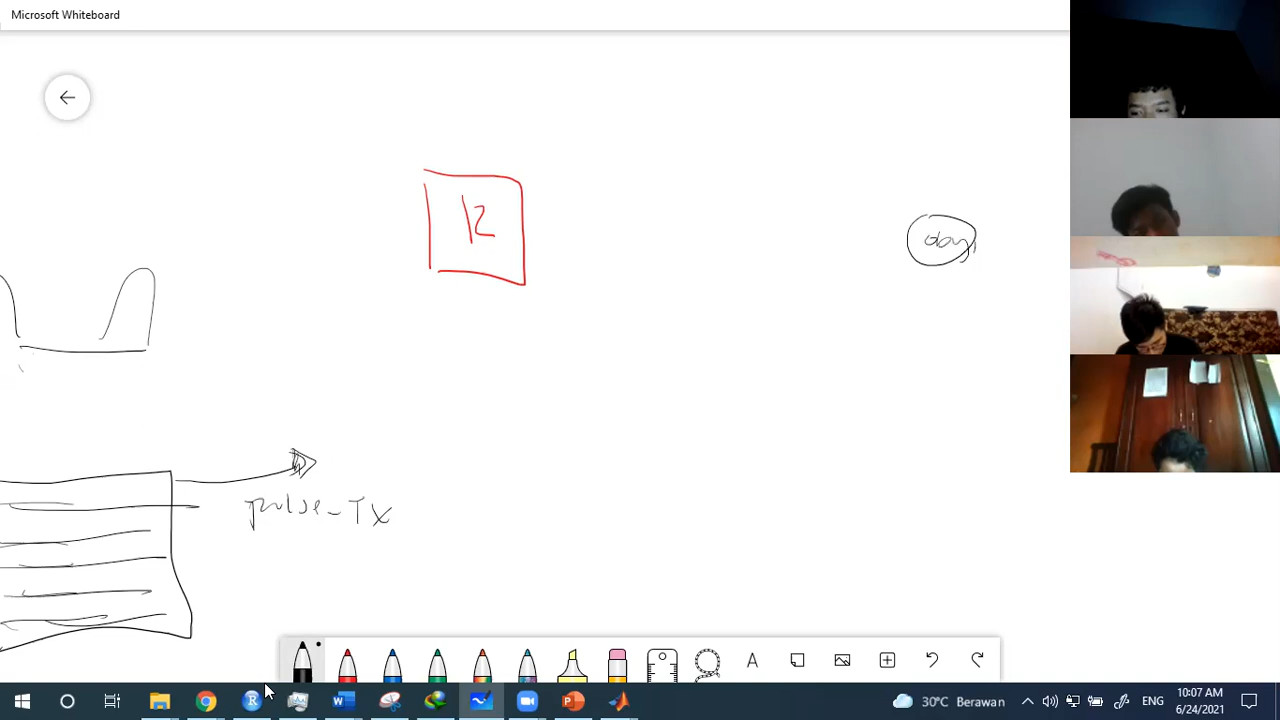 Microsoft Whiteboard
12
day
pulse-Tx
A
R
30°C Berawan
ENG
10:07 AM
6/24/2021